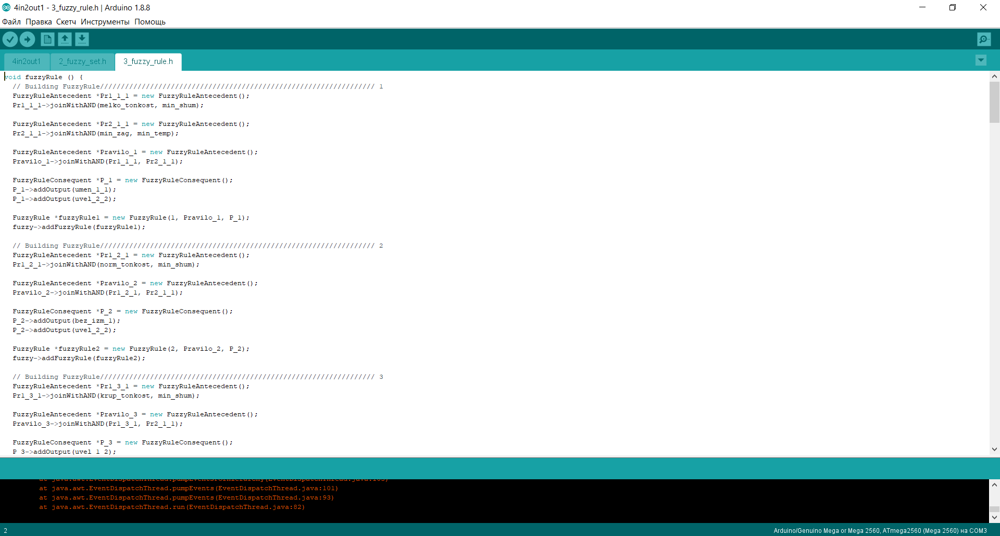 4in2out1 - 3_fuzzy_rule.h | Arduino 1.8.8
Файл Правка Скетч Инструменты Помощь
4in2out1 2_fuzzy_set.h 3_fuzzy_rule.h
void fuzzyRule () {
// Building FuzzyRule////////////////////////////////////////////////////////////////// 1
FuzzyRuleAntecedent *Pr1_1_1 = new FuzzyRuleAntecedent();
Pr1_1_1->joinWithAND(melko_tonkost, min_shum);
FuzzyRuleAntecedent *Pr2_1_1 = new FuzzyRuleAntecedent();
Pr2_1_1->joinWithAND(min_zag, min_temp);
FuzzyRuleAntecedent *Pravilo_1 = new FuzzyRuleAntecedent();
Pravilo_1->joinWithAND(Pr1_1_1, Pr2_1_1);
FuzzyRuleConsequent *P_1 = new FuzzyRuleConsequent();
P_1->addOutput(umen_1_1);
P_1->addOutput(uvel_2_2);
FuzzyRule *fuzzyRule1 = new FuzzyRule(1, Pravilo_1, P_1);
fuzzy->addFuzzyRule(fuzzyRule1);
// Building FuzzyRule////////////////////////////////////////////////////////////////// 2
FuzzyRuleAntecedent *Pr1_2_1 = new FuzzyRuleAntecedent();
Pr1_2_1->joinWithAND(norm_tonkost, min_shum);
FuzzyRuleAntecedent *Pravilo_2 = new FuzzyRuleAntecedent();
Pravilo_2->joinWithAND(Pr1_2_1, Pr2_1_1);
FuzzyRuleConsequent *P_2 = new FuzzyRuleConsequent();
P_2->addOutput(bez_izm_1);
P_2->addOutput(uvel_2_2);
FuzzyRule *fuzzyRule2 = new FuzzyRule(2, Pravilo_2, P_2);
fuzzy->addFuzzyRule(fuzzyRule2);
// Building FuzzyRule////////////////////////////////////////////////////////////////// 3
FuzzyRuleAntecedent *Pr1_3_1 = new FuzzyRuleAntecedent();
Pr1_3_1->joinWithAND(krup_tonkost, min_shum);
FuzzyRuleAntecedent *Pravilo_3 = new FuzzyRuleAntecedent();
Pravilo_3->joinWithAND(Pr1_3_1, Pr2_1_1);
FuzzyRuleConsequent *P_3 = new FuzzyRuleConsequent();
P_3->addOutput(uvel_1_2);
at java.awt.EventDispatchThread.pumpEventsForHierarchy(EventDispatchThread.java:105)
at java.awt.EventDispatchThread.pumpEvents(EventDispatchThread.java:101)
at java.awt.EventDispatchThread.pumpEvents(EventDispatchThread.java:93)
at java.awt.EventDispatchThread.run(EventDispatchThread.java:82)
2 Arduino/Genuino Mega or Mega 2560, ATmega2560 (Mega 2560) на COM3